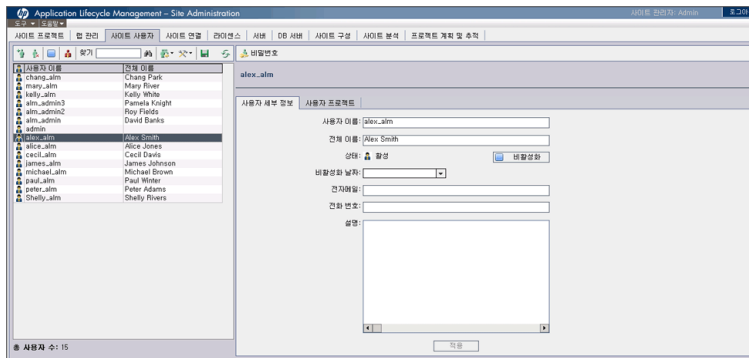 Application Lifecycle Management – Site Administration
사이트 관리자: Admin
로그아
도구 ▾ 도움말 ▾
사이트 프로젝트 랩 관리 사이트 사용자 사이트 연결 라이센스 서버 DB 서버 사이트 구성 사이트 분석 프로젝트 계획 및 추적
찾기
비밀번호
사용자 이름 전체 이름
chang_alm Chang Park
mary_alm Mary River
kelly_alm Kelly White
alm_admin3 Pamela Knight
alm_admin2 Roy Fields
alm_admin David Banks
admin
alex_alm Alex Smith
alice_alm Alice Jones
cecil_alm Cecil Davis
james_alm James Johnson
michael_alm Michael Brown
paul_alm Paul Winter
peter_alm Peter Adams
Shelly_alm Shelly Rivers
총 사용자 수: 15
alex_alm
사용자 세부 정보 사용자 프로젝트
사용자 이름: alex_alm
전체 이름: Alex Smith
상태: 활성 비활성화
비활성화 날짜:
전자메일:
전화 번호:
설명:
적용